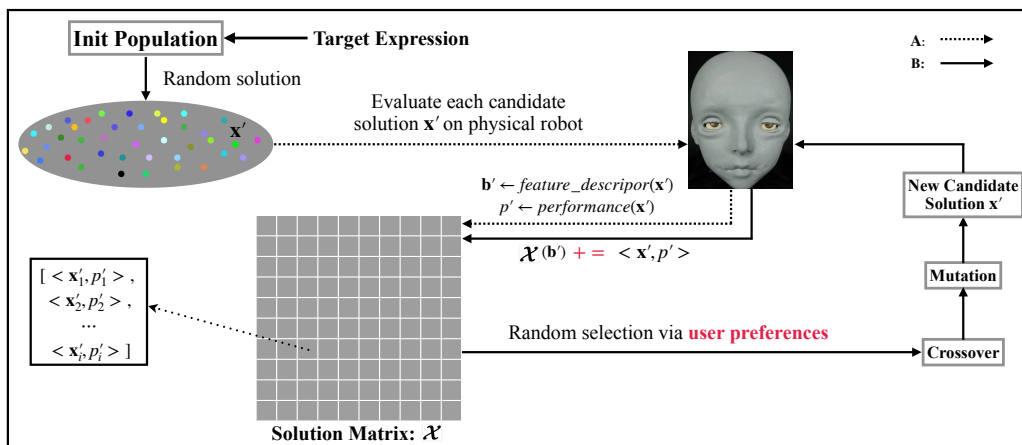 Init Population
Target Expression
A:
B:
Random solution
x′
Evaluate each candidate
solution x′ on physical robot
b′ ← feature_descripor(x′)
p′ ← performance(x′)
𝒳(b′) += < x′, p′ >
New Candidate
Solution x′
Mutation
[ < x′₁, p′₁ > ,
< x′₂, p′₂ > ,
...
< x′ᵢ, p′ᵢ > ]
Random selection via user preferences
Crossover
Solution Matrix: 𝒳